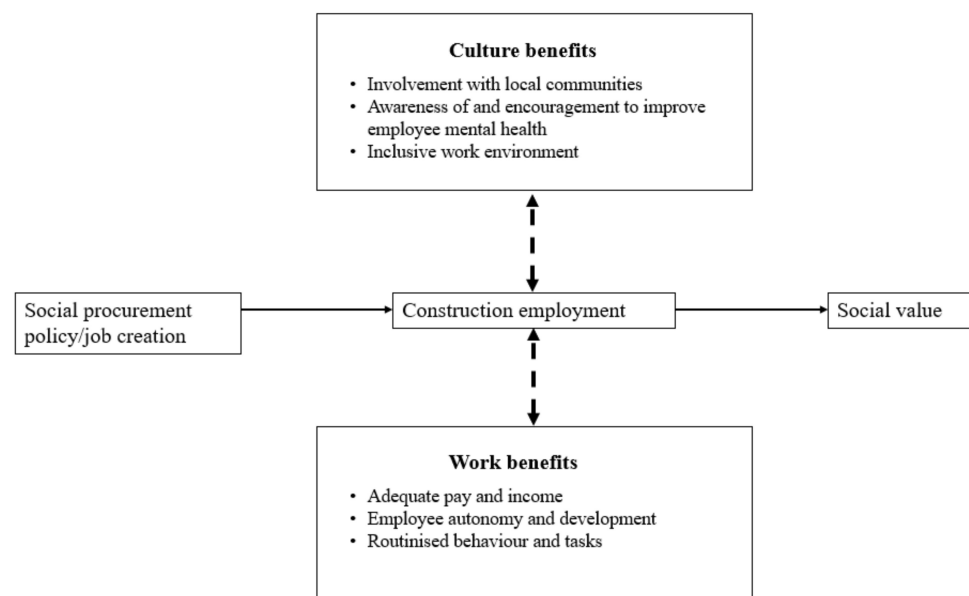 Culture benefits
• Involvement with local communities
• Awareness of and encouragement to improve
employee mental health
• Inclusive work environment
Social procurement
policy/job creation
Construction employment
Social value
Work benefits
• Adequate pay and income
• Employee autonomy and development
• Routinised behaviour and tasks